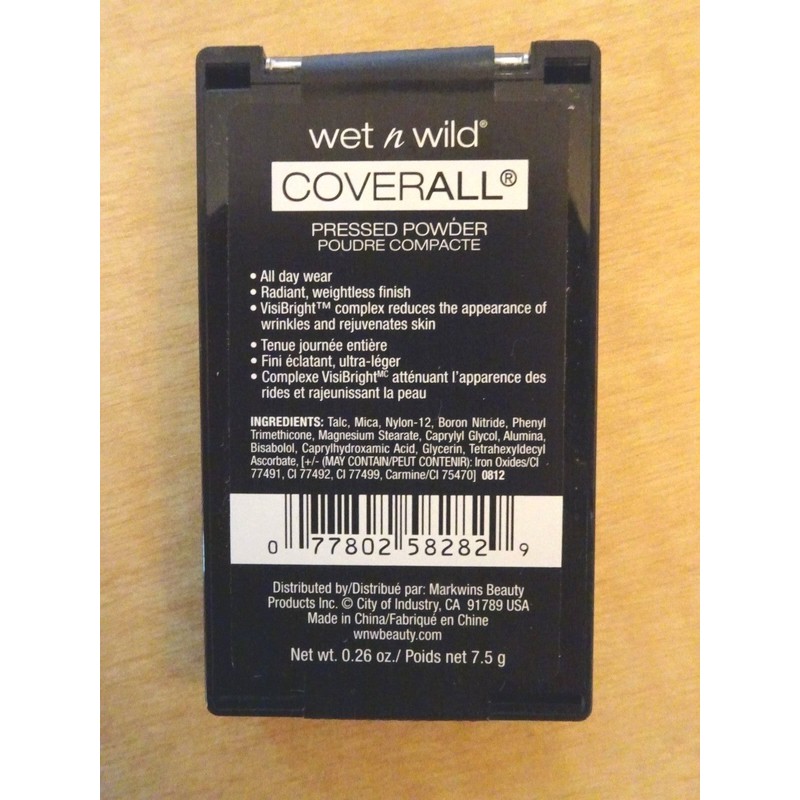 wet n wild®
COVERALL®
PRESSED POWDER
POUDRE COMPACTE
• All day wear
• Radiant, weightless finish
• VisiBright™ complex reduces the appearance of
wrinkles and rejuvenates skin
• Tenue journée entière
• Fini éclatant, ultra-léger
• Complexe VisiBrightMC atténuant l'apparence des
rides et rajeunissant la peau
INGREDIENTS: Talc, Mica, Nylon-12, Boron Nitride, Phenyl
Trimethicone, Magnesium Stearate, Caprylyl Glycol, Alumina,
Bisabolol, Caprylhydroxamic Acid, Glycerin, Tetrahexyldecyl
Ascorbate, [+/- (MAY CONTAIN/PEUT CONTENIR): Iron Oxides/CI
77491, CI 77492, CI 77499, Carmine/CI 75470] 0812
0 77802 58282 9
Distributed by/Distribué par: Markwins Beauty
Products Inc. © City of Industry, CA 91789 USA
Made in China/Fabriqué en Chine
wnwbeauty.com
Net wt. 0.26 oz./ Poids net 7.5 g